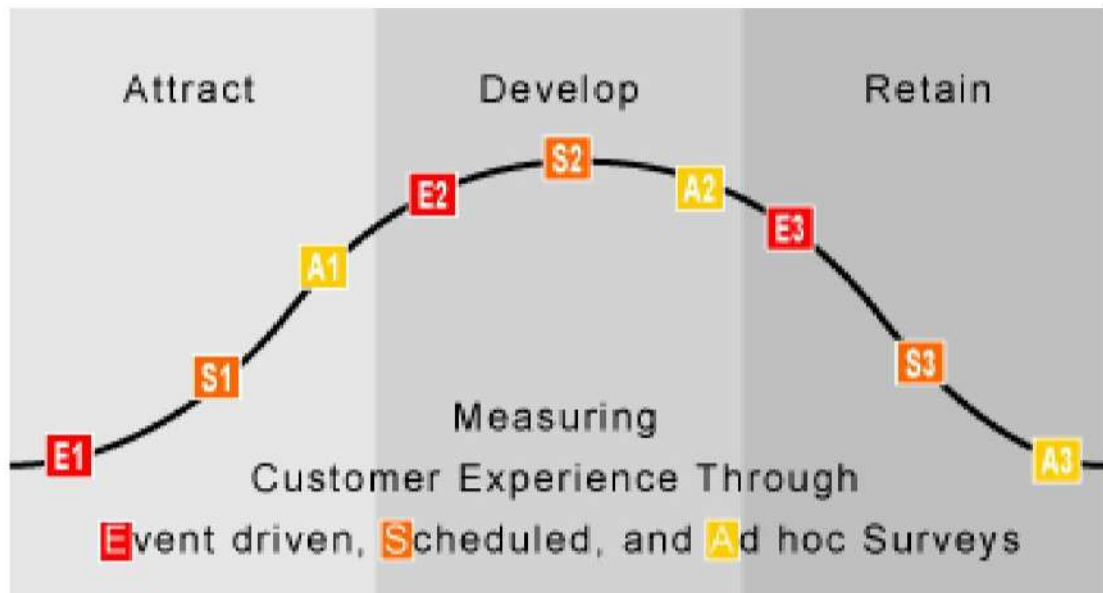 Attract Develop Retain
S2
E2 A2
E3
A1
S1 S3
E1 A3
Measuring
Customer Experience Through
Event driven, Scheduled, and Ad hoc Surveys